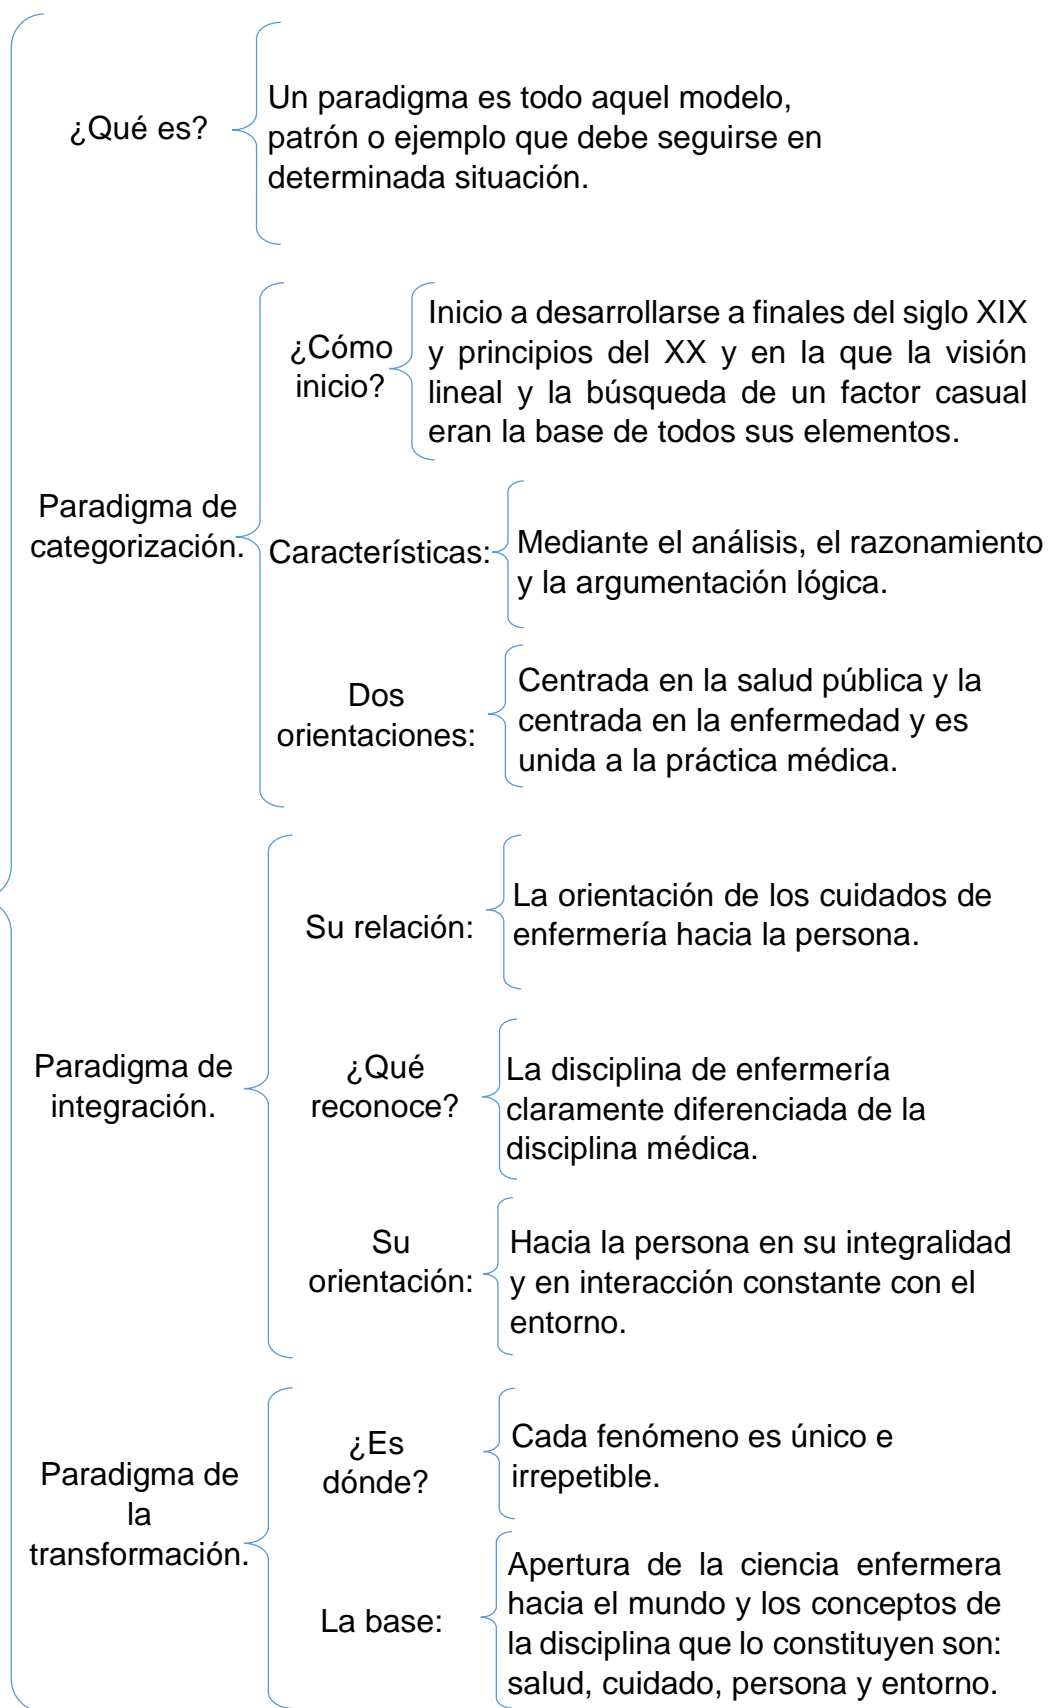 ¿Qué es?
Un paradigma es todo aquel modelo,
patrón o ejemplo que debe seguirse en
determinada situación.
Paradigma de
categorización.
¿Cómo
inicio?
Inicio a desarrollarse a finales del siglo XIX
y principios del XX y en la que la visión
lineal y la búsqueda de un factor casual
eran la base de todos sus elementos.
Características:
Mediante el análisis, el razonamiento
y la argumentación lógica.
Dos
orientaciones:
Centrada en la salud pública y la
centrada en la enfermedad y es
unida a la práctica médica.
Paradigma de
integración.
Su relación:
La orientación de los cuidados de
enfermería hacia la persona.
¿Qué
reconoce?
La disciplina de enfermería
claramente diferenciada de la
disciplina médica.
Su
orientación:
Hacia la persona en su integralidad
y en interacción constante con el
entorno.
Paradigma de
la
transformación.
¿Es
dónde?
Cada fenómeno es único e
irrepetible.
La base:
Apertura de la ciencia enfermera
hacia el mundo y los conceptos de
la disciplina que lo constituyen son:
salud, cuidado, persona y entorno.